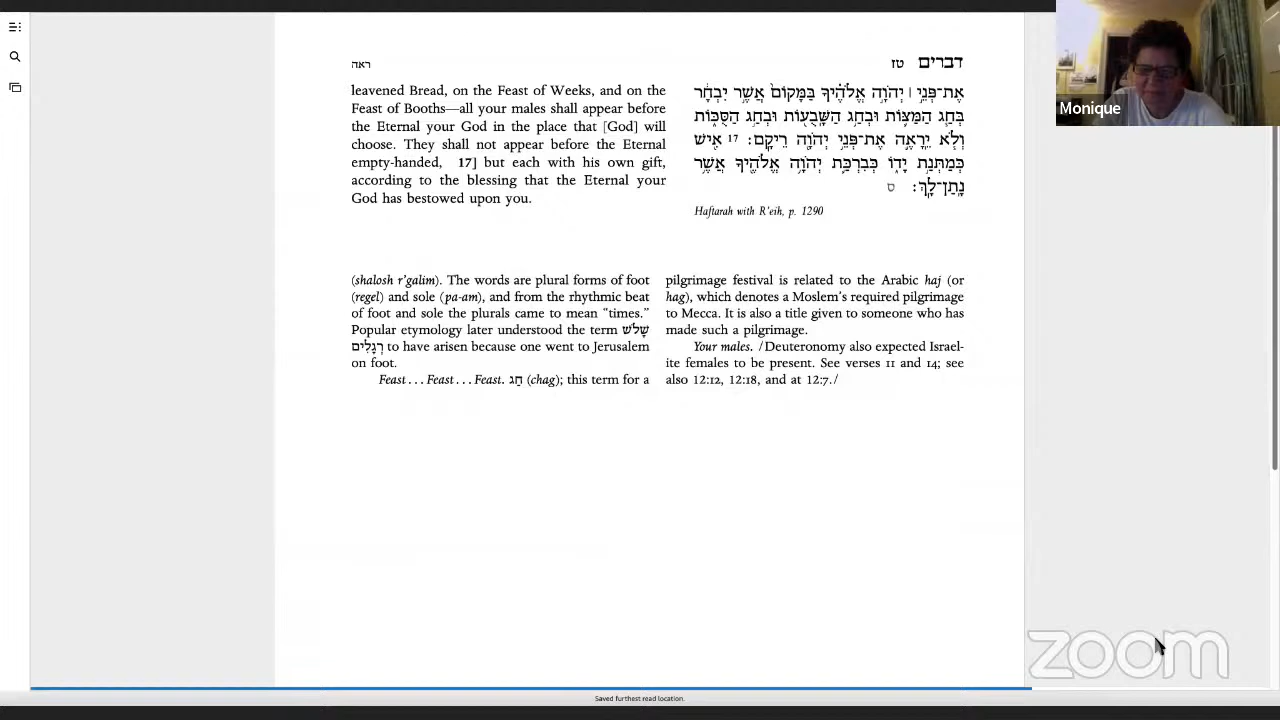 Monique
ראה
דברים טז
leavened Bread, on the Feast of Weeks, and on the
Feast of Booths—all your males shall appear before
the Eternal your God in the place that [God] will
choose. They shall not appear before the Eternal
empty-handed, 17] but each with his own gift,
according to the blessing that the Eternal your
God has bestowed upon you.
אֶת־פְּנֵ֣י ׀ יְהֹוָ֣ה אֱלֹהֶ֗יךָ בַּמָּקוֹם֙ אֲשֶׁ֣ר יִבְחָ֔ר
בְּחַ֧ג הַמַּצּ֛וֹת וּבְחַ֥ג הַשָּׁבֻע֖וֹת וּבְחַ֣ג הַסֻּכּ֑וֹת
וְלֹ֧א יֵרָאֶ֛ה אֶת־פְּנֵ֥י יְהֹוָ֖ה רֵיקָֽם׃ 17 אִ֖ישׁ
כְּמַתְּנַ֣ת יָד֑וֹ כְּבִרְכַּ֛ת יְהֹוָ֥ה אֱלֹהֶ֖יךָ אֲשֶׁ֥ר
נָֽתַן־לָֽךְ׃ ס
Haftarah with R'eih, p. 1290
(shalosh r'galim). The words are plural forms of foot
(regel) and sole (pa-am), and from the rhythmic beat
of foot and sole the plurals came to mean “times.”
Popular etymology later understood the term שָׁלֹשׁ
רְגָלִים to have arisen because one went to Jerusalem
on foot.
Feast . . . Feast . . . Feast. חַג (chag); this term for a
pilgrimage festival is related to the Arabic haj (or
hag), which denotes a Moslem's required pilgrimage
to Mecca. It is also a title given to someone who has
made such a pilgrimage.
Your males. /Deuteronomy also expected Israel-
ite females to be present. See verses 11 and 14; see
also 12:12, 12:18, and at 12:7./
zoom
Saved furthest read location.